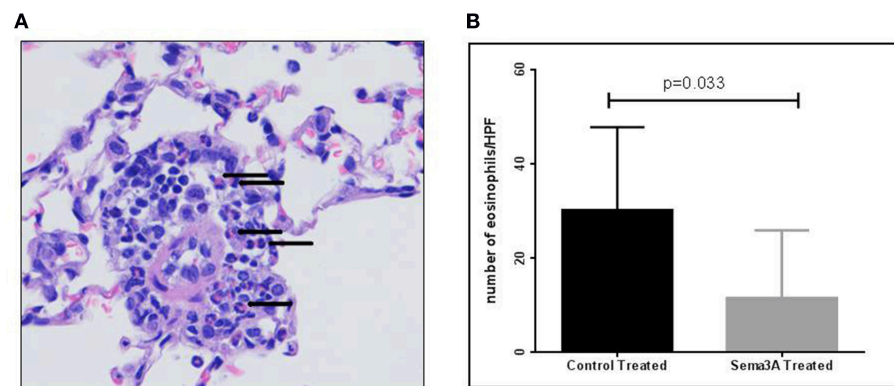 A
B
number of eosinophils/HPF
60
40
20
0
p=0.033
Control Treated
Sema3A Treated